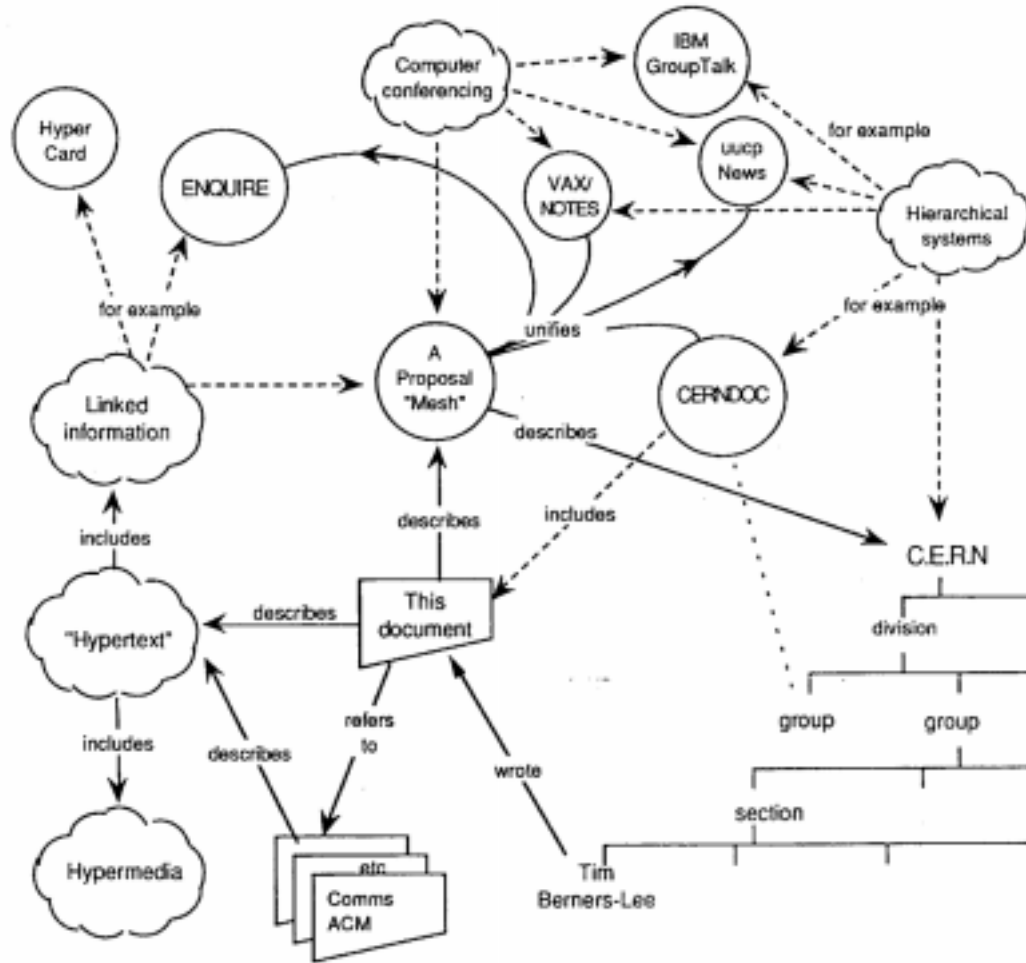 IBM
GroupTalk
Computer
conferencing
Hyper
Card
for example
uucp
News
ENQUIRE
VAX/
NOTES
Hierarchical
systems
for example
for example
unifies
A
Proposal
"Mesh"
CERNDOC
Linked
information
describes
includes
describes
includes
C.E.R.N
This
document
describes
"Hypertext"
division
refers
to
group
group
includes
describes
wrote
section
etc
Hypermedia
Comms
ACM
Tim
Berners-Lee